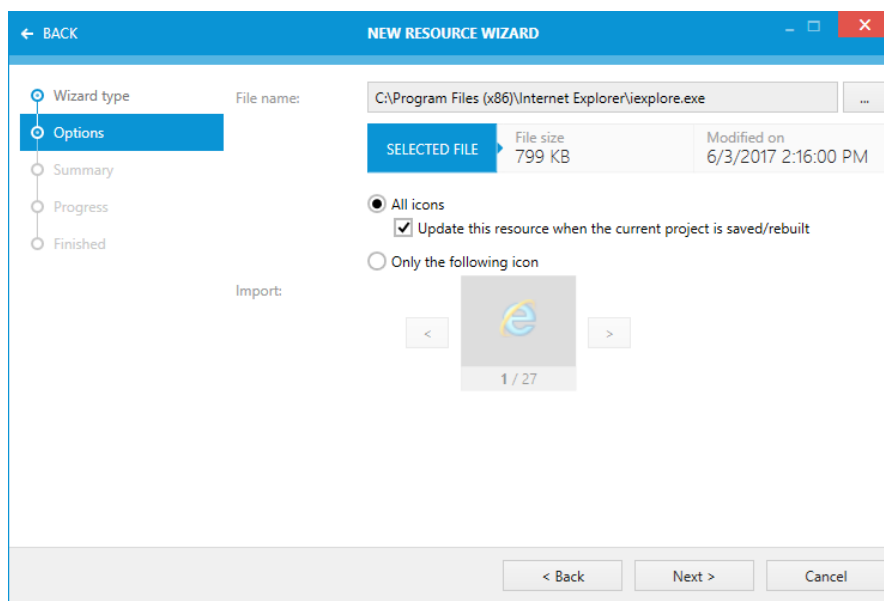 BACK
NEW RESOURCE WIZARD
Wizard type
Options
Summary
Progress
Finished
File name:
C:\Program Files (x86)\Internet Explorer\iexplore.exe
...
SELECTED FILE
File size
799 KB
Modified on
6/3/2017 2:16:00 PM
All icons
Update this resource when the current project is saved/rebuilt
Only the following icon
Import:
<
>
1 / 27
< Back
Next >
Cancel